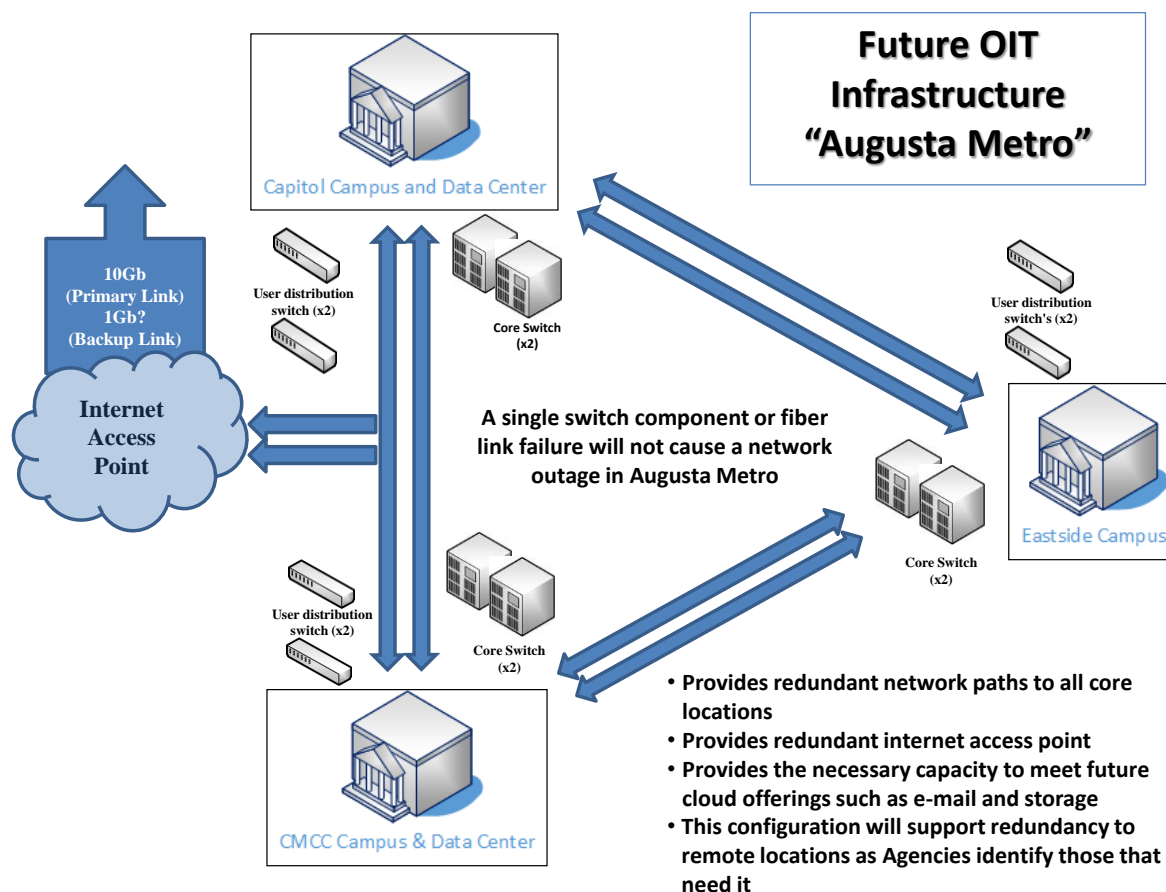 Future OIT
Infrastructure
“Augusta Metro”
Capitol Campus and Data Center
10Gb
(Primary Link)
1Gb?
(Backup Link)
Internet
Access
Point
User distribution
switch (x2)
Core Switch
(x2)
User distribution
switch's (x2)
A single switch component or fiber
link failure will not cause a network
outage in Augusta Metro
Eastside Campus
Core Switch
(x2)
User distribution
switch (x2)
Core Switch
(x2)
CMCC Campus & Data Center
• Provides redundant network paths to all core
locations
• Provides redundant internet access point
• Provides the necessary capacity to meet future
cloud offerings such as e-mail and storage
• This configuration will support redundancy to
remote locations as Agencies identify those that
need it